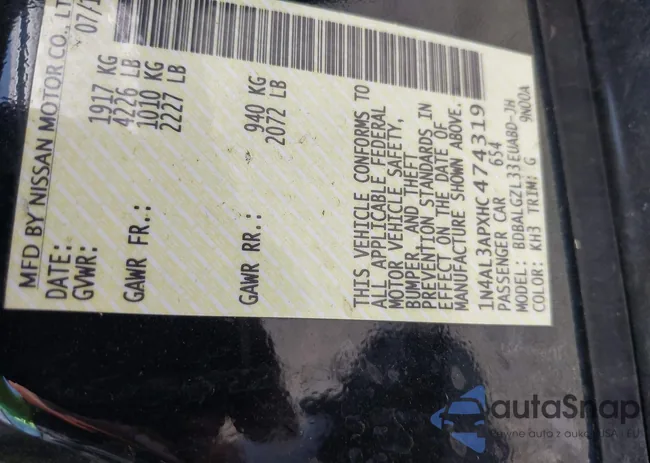 MFD BY NISSAN MOTOR CO., LT
DATE: 07/1
GVWR: 1917 KG
4226 LB
GAWR FR.: 1010 KG
2227 LB
GAWR RR.: 940 KG
2072 LB
THIS VEHICLE CONFORMS TO
ALL APPLICABLE FEDERAL
MOTOR VEHICLE SAFETY,
BUMPER, AND THEFT
PREVENTION STANDARDS IN
EFFECT ON THE DATE OF
MANUFACTURE SHOWN ABOVE.
1N4AL3APXHC474319
PASSENGER CAR 654
MODEL: BDBALGZL33EUABD-JH
COLOR: KH3 TRIM: G 9N00A
autaSnap